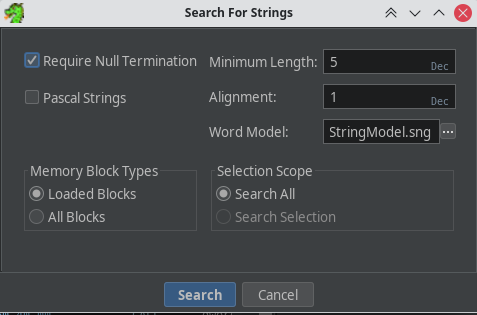 Search For Strings
Require Null Termination
Minimum Length: 5 Dec
Pascal Strings
Alignment: 1 Dec
Word Model: StringModel.sng ...
Memory Block Types
Selection Scope
Loaded Blocks
Search All
All Blocks
Search Selection
Search
Cancel